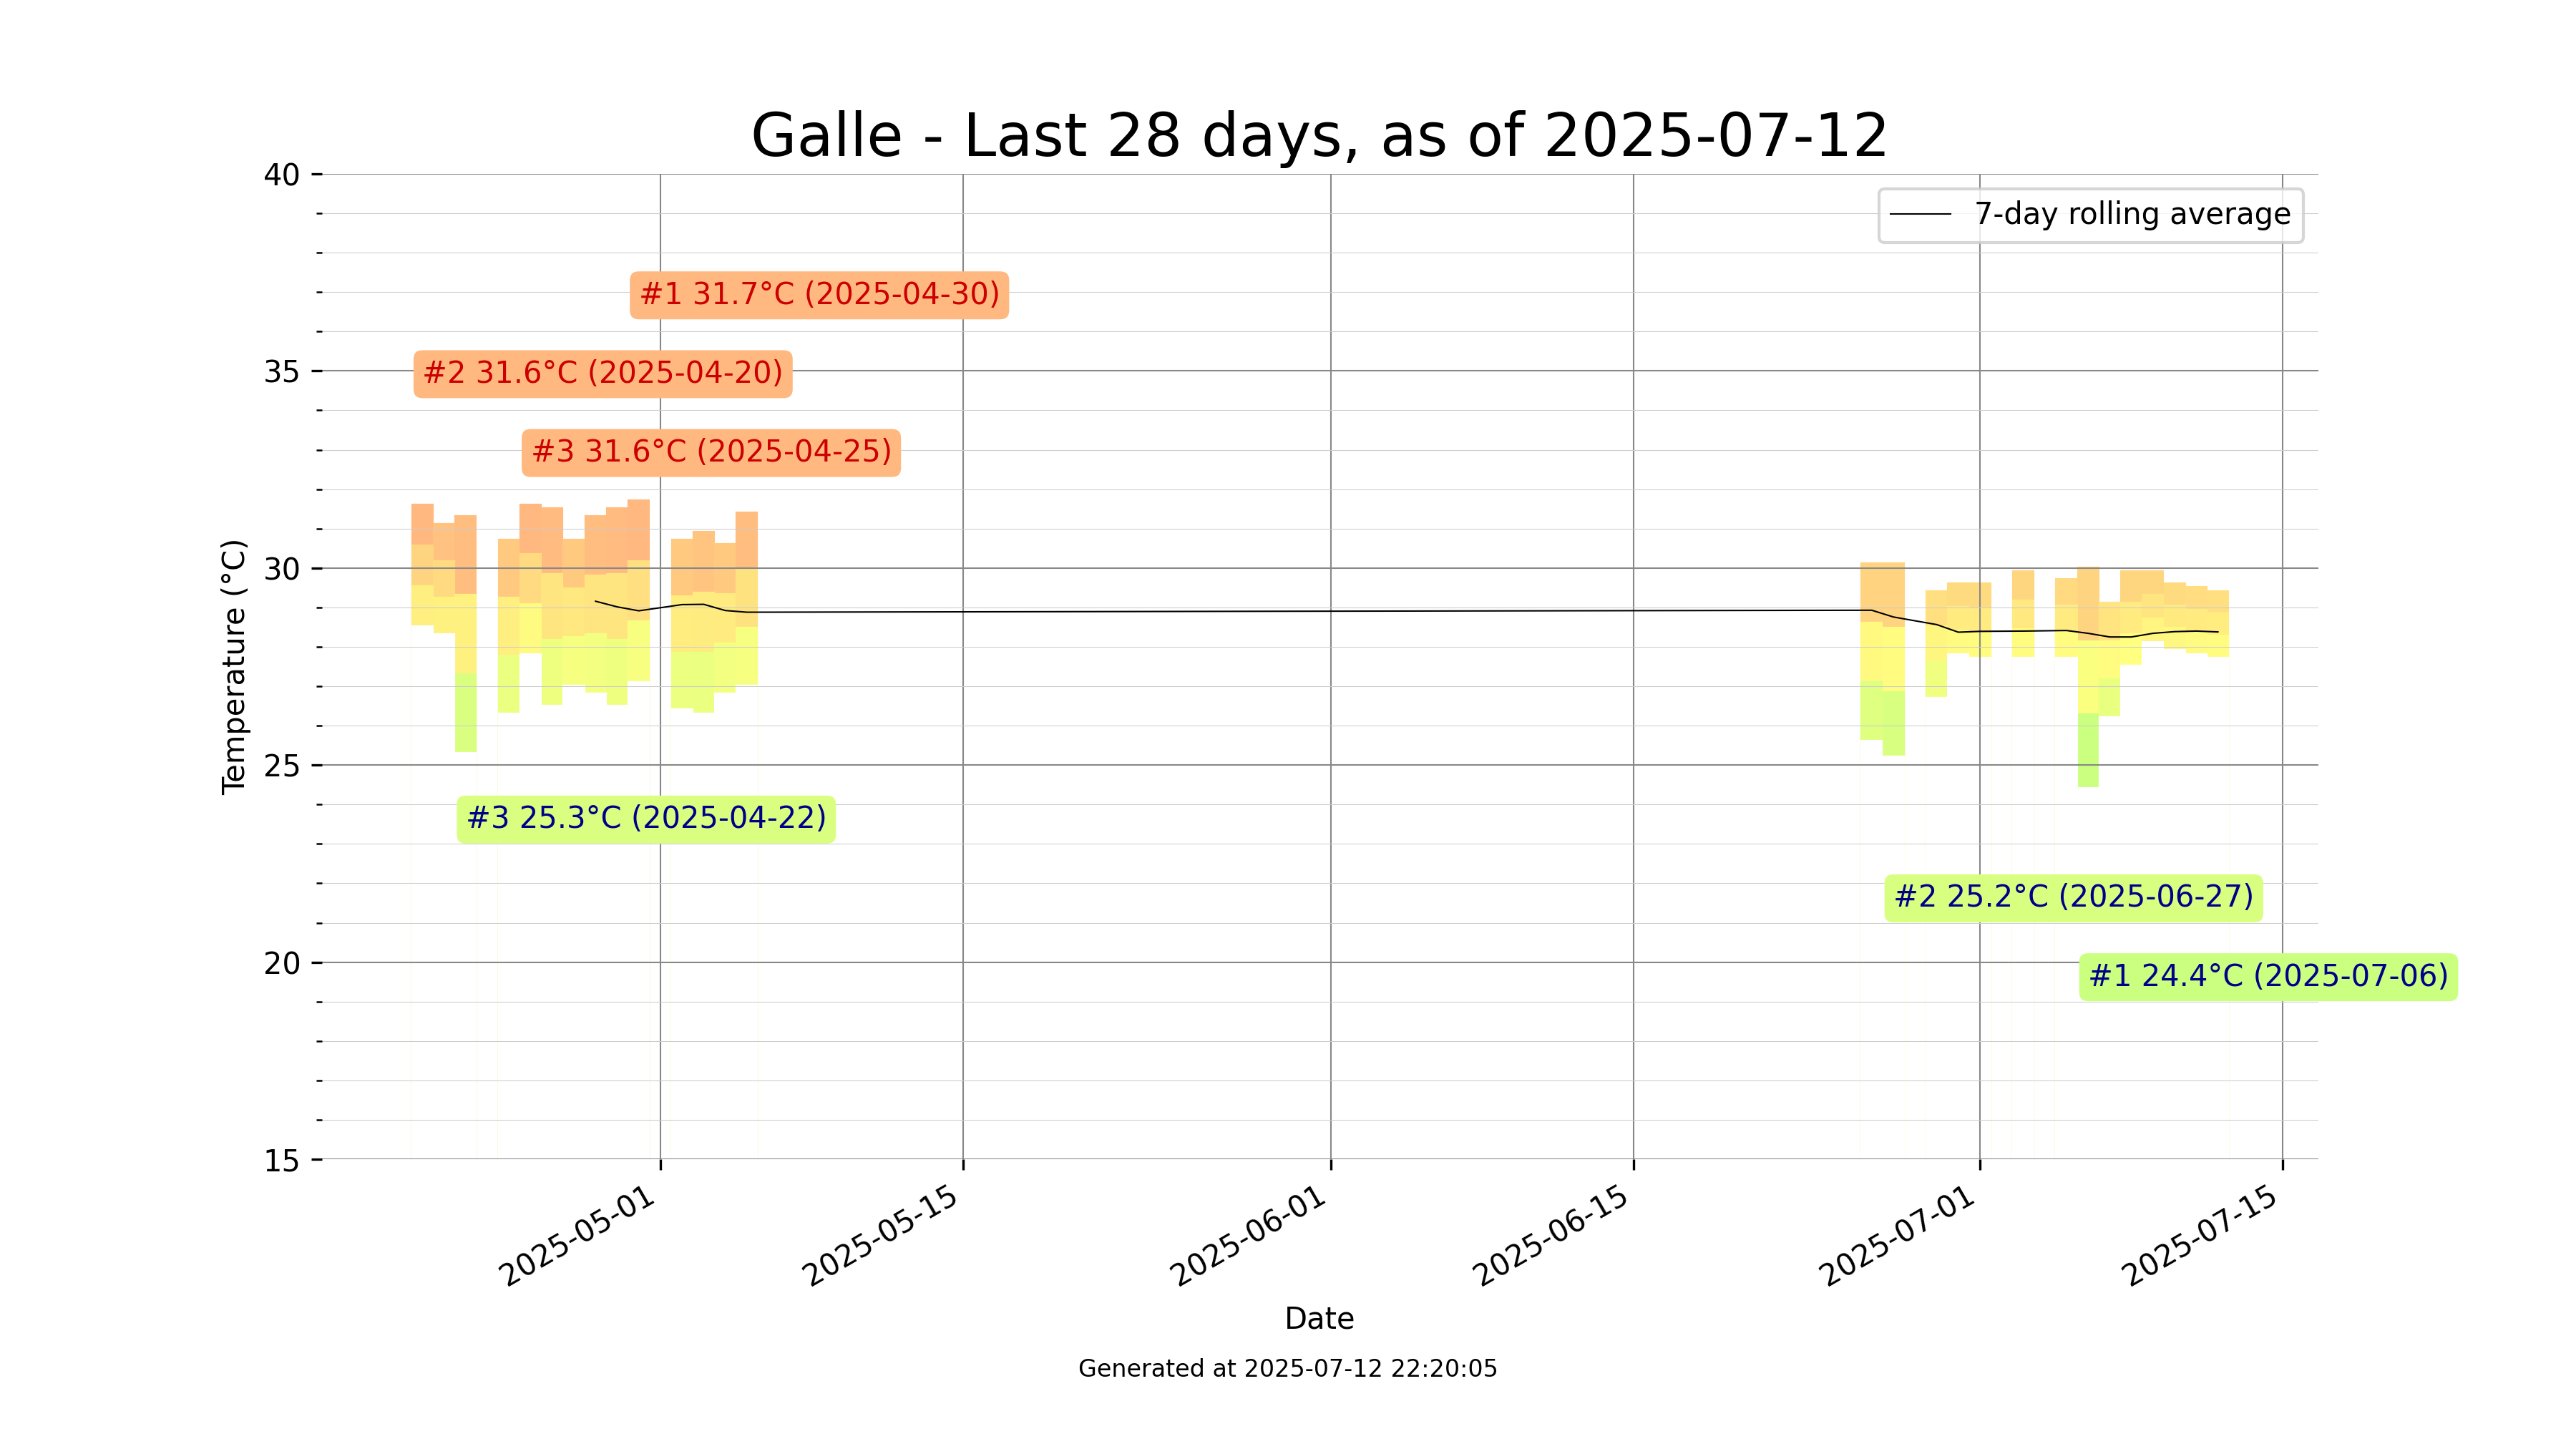 Galle - Last 28 days, as of 2025-07-12
7-day rolling average
#1 31.7°C (2025-04-30)
#2 31.6°C (2025-04-20)
#3 31.6°C (2025-04-25)
#3 25.3°C (2025-04-22)
#2 25.2°C (2025-06-27)
#1 24.4°C (2025-07-06)
Temperature (°C)
40
35
30
25
20
15
2025-05-01
2025-05-15
2025-06-01
2025-06-15
2025-07-01
2025-07-15
Date
Generated at 2025-07-12 22:20:05